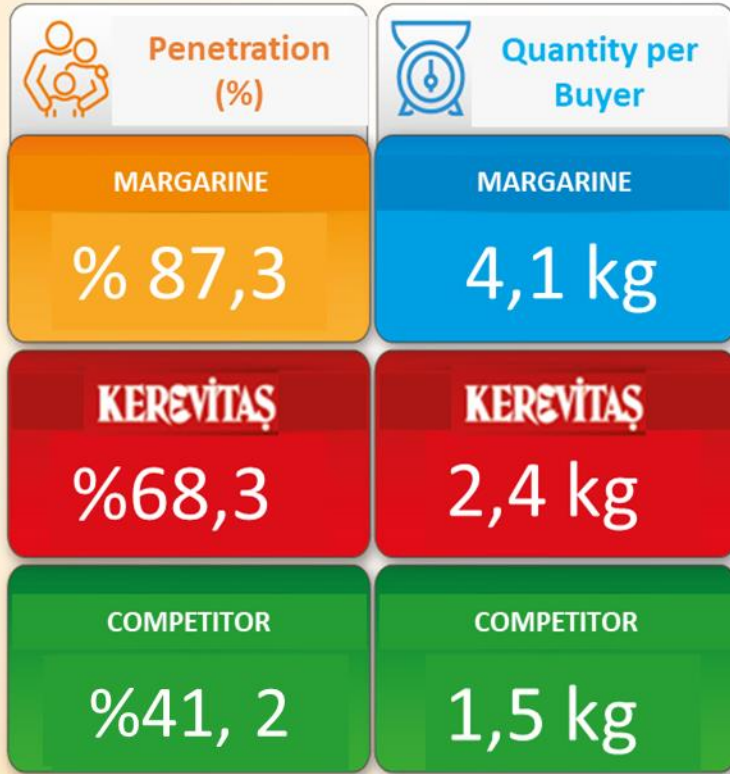 Penetration
(%)
Quantity per
Buyer
MARGARINE
% 87,3
MARGARINE
4,1 kg
KEREVİTAŞ
%68,3
KEREVİTAŞ
2,4 kg
COMPETITOR
%41, 2
COMPETITOR
1,5 kg